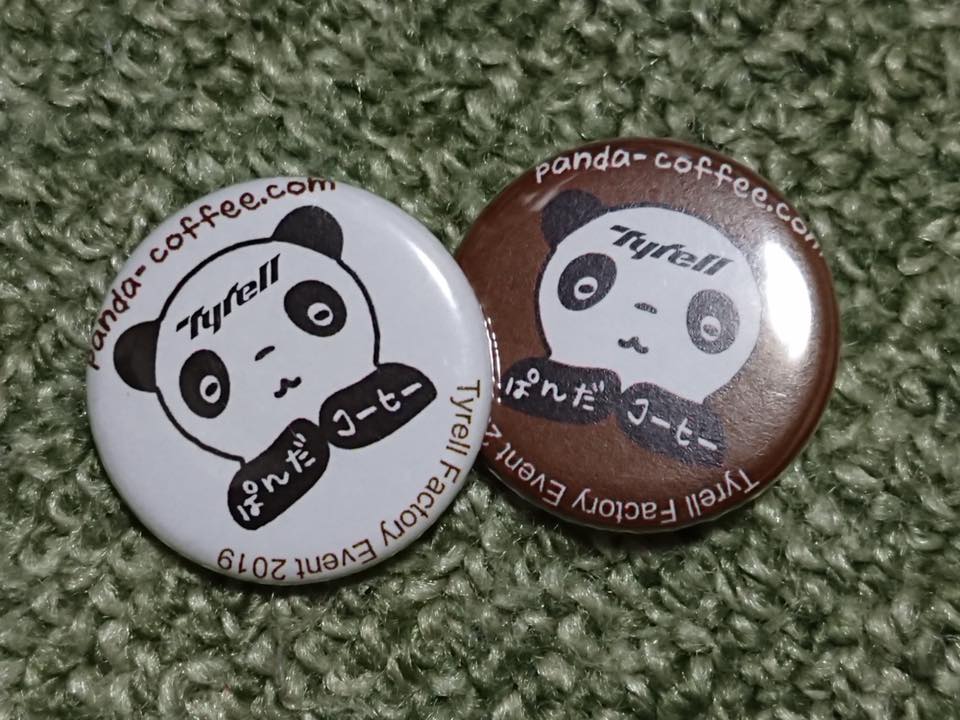 panda-coffee.com
Tyrell
ぱんだ
コーヒー
Tyrell Factory Event 2019
panda-coffee.com
Tyrell
ぱんだ
コーヒー
Tyrell Factory Event 2